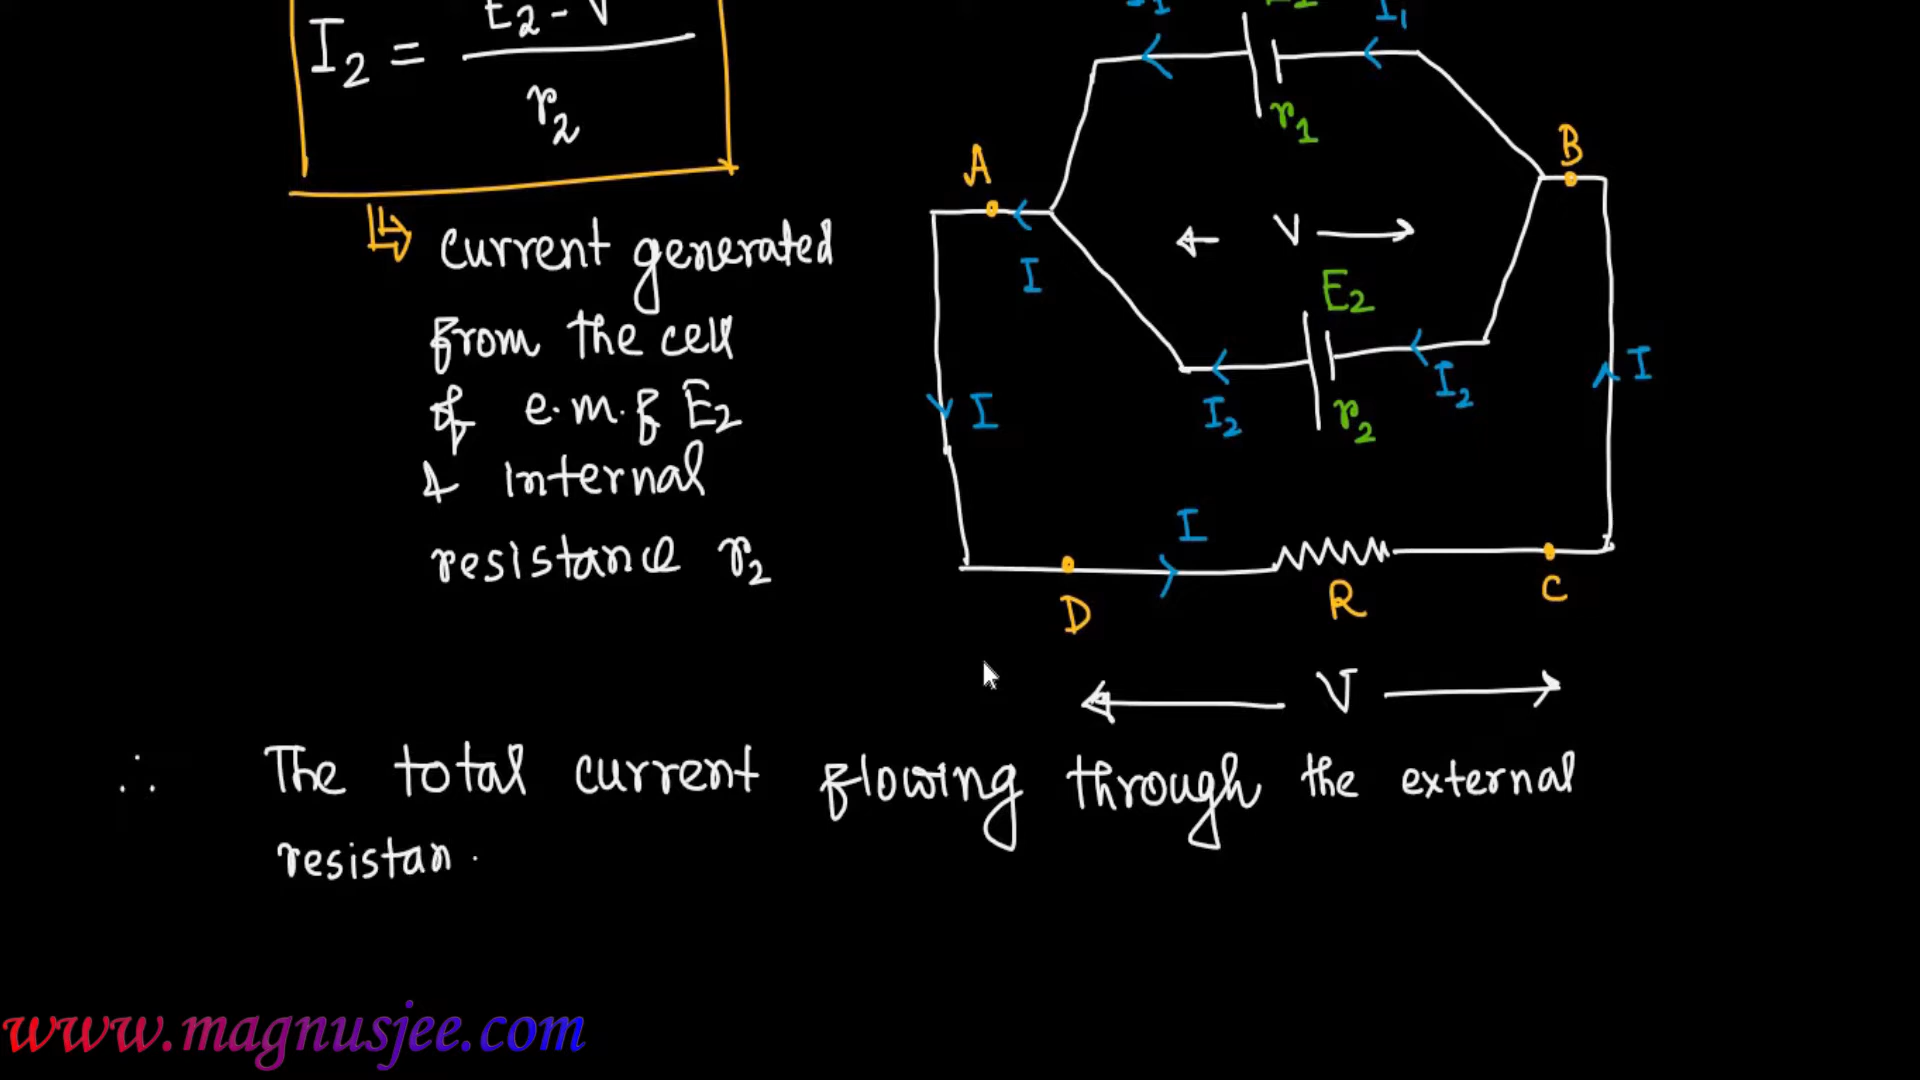 I2 = E2 - V
r2
current generated
from the cell
of e.m.f E2
& internal
resistance r2
I1
r1
A
B
V
I
E2
I
I
I2
I2
r2
I
D
R
C
V
∴ The total current flowing through the external
resistan
www.magnusjee.com